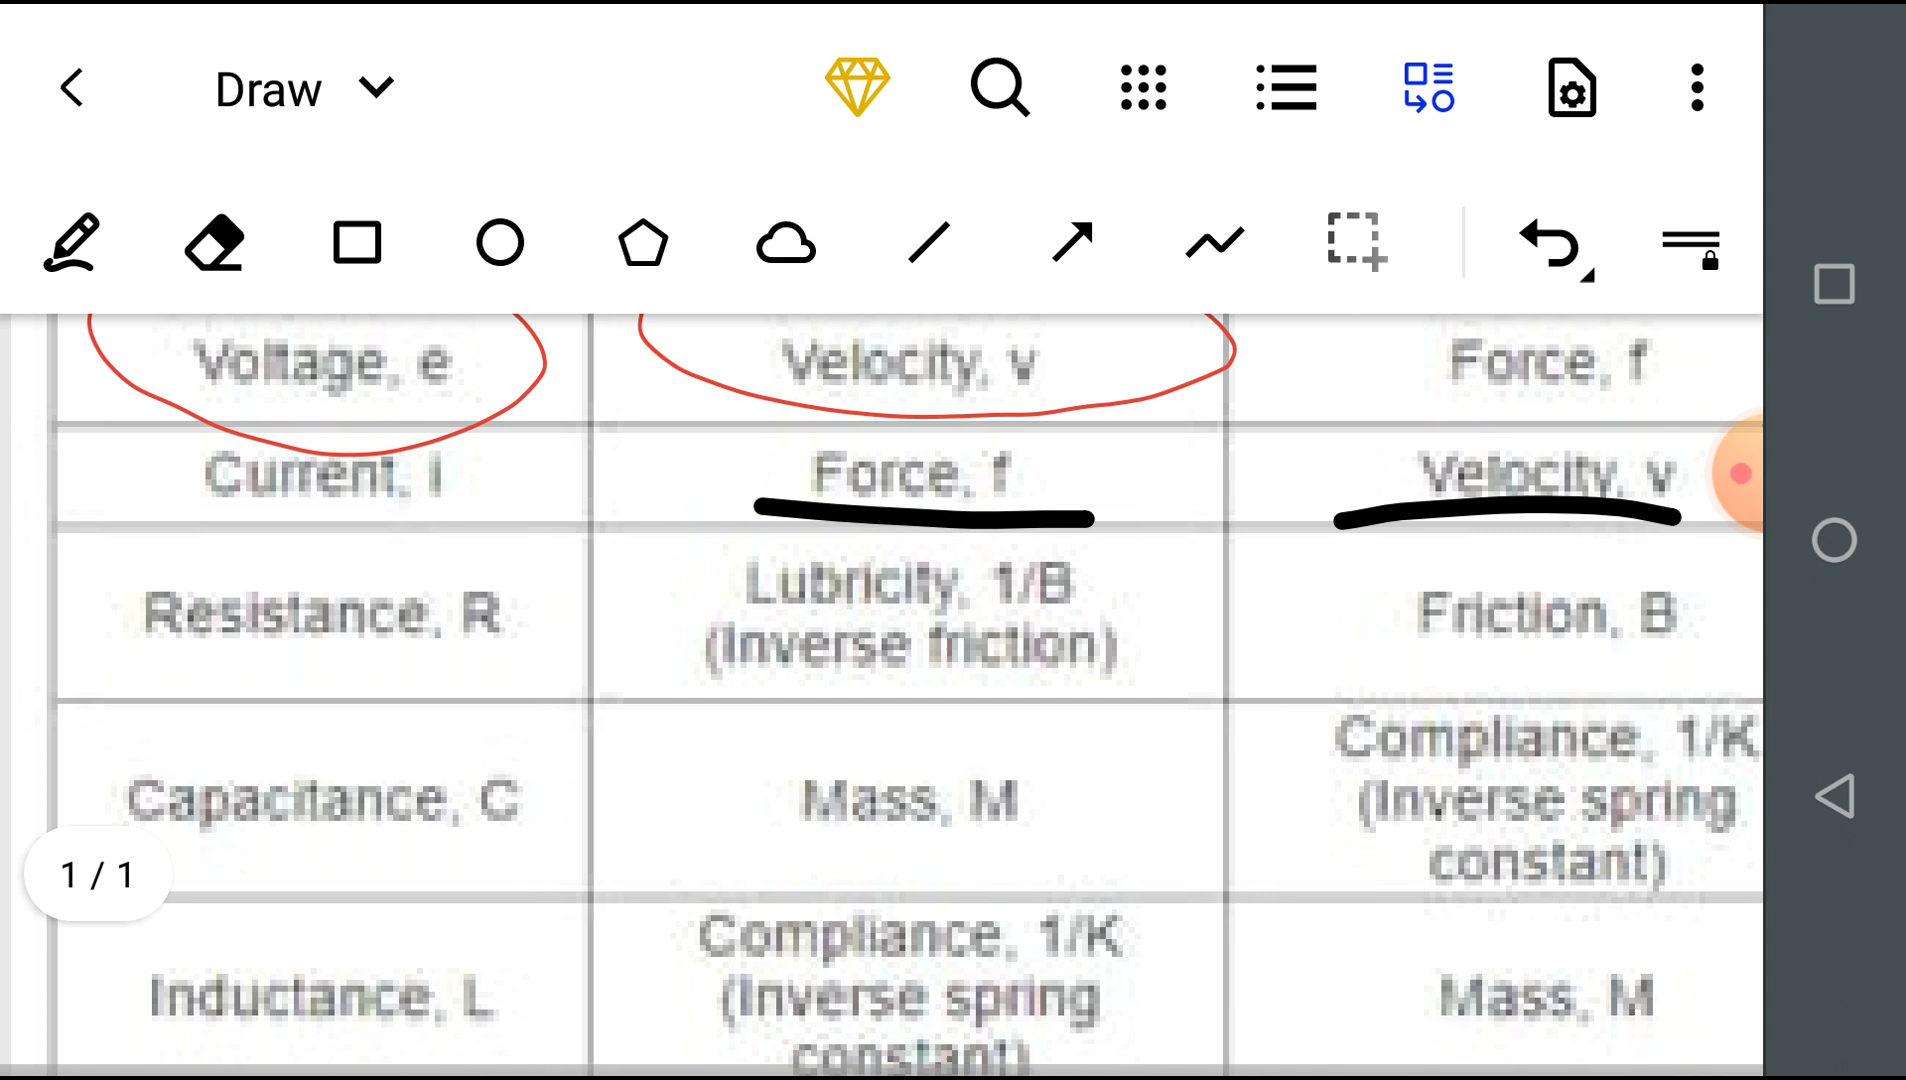 Draw
Voltage, e
Velocity, v
Force, f
Current, i
Force, f
Velocity, v
Resistance, R
Lubricity, 1/B
(Inverse friction)
Friction, B
Capacitance, C
Mass, M
Compliance, 1/K
(Inverse spring
constant)
1 / 1
Inductance, L
Compliance, 1/K
(Inverse spring
constant)
Mass, M